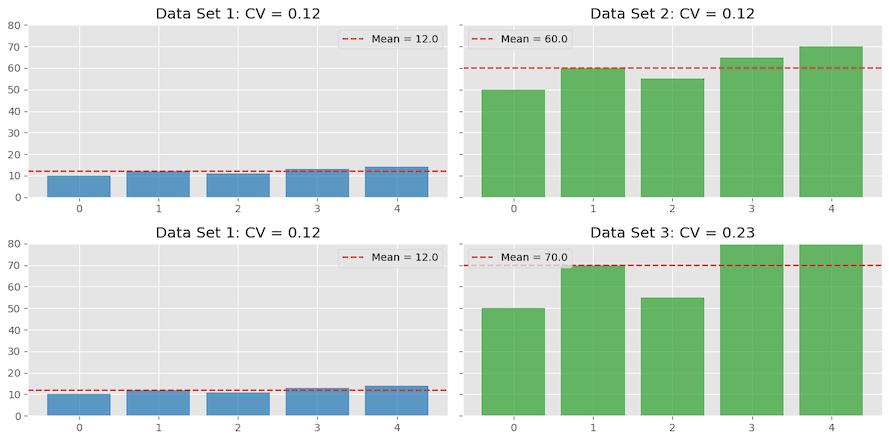 Data Set 1: CV = 0.12
80
70
60
50
40
30
20
10
0
Mean = 12.0
0 1 2 3 4
Data Set 2: CV = 0.12
Mean = 60.0
0 1 2 3 4
Data Set 1: CV = 0.12
80
70
60
50
40
30
20
10
0
Mean = 12.0
0 1 2 3 4
Data Set 3: CV = 0.23
Mean = 70.0
0 1 2 3 4